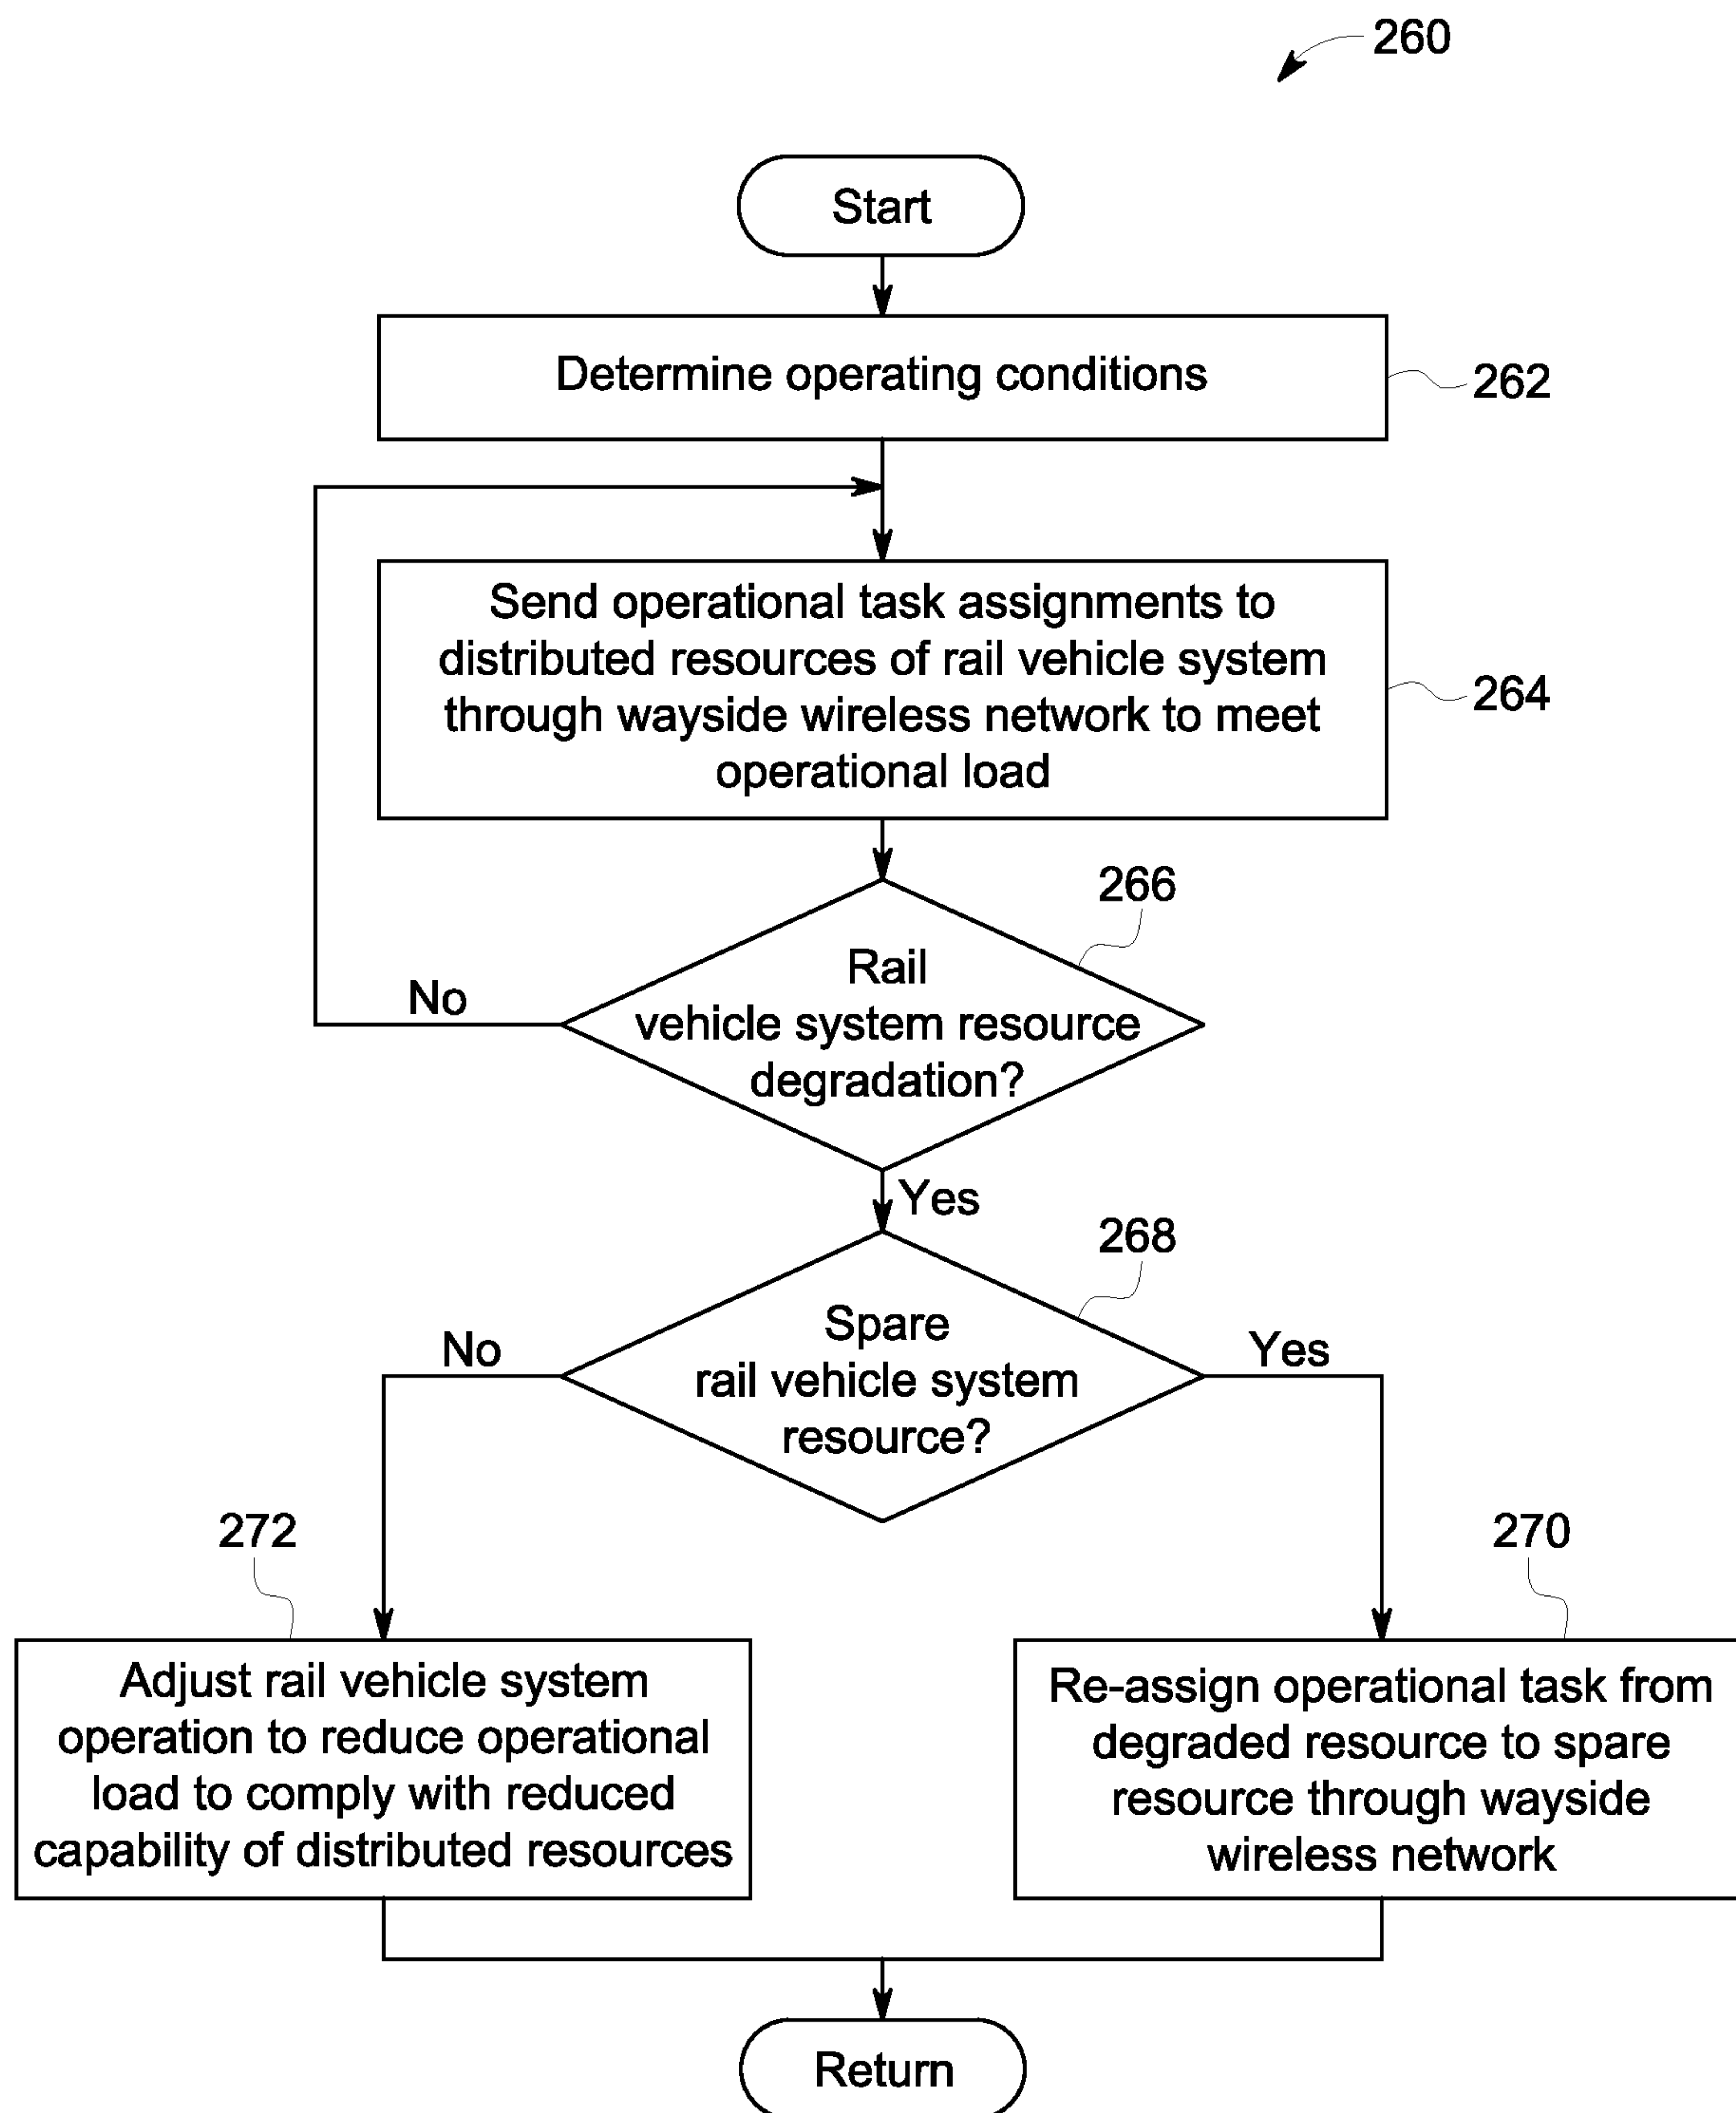 260
Start
Determine operating conditions
262
Send operational task assignments to
distributed resources of rail vehicle system
through wayside wireless network to meet
operational load
264
266
Rail
vehicle system resource
degradation?
No
Yes
268
Spare
rail vehicle system
resource?
No
Yes
272
270
Adjust rail vehicle system
operation to reduce operational
load to comply with reduced
capability of distributed resources
Re-assign operational task from
degraded resource to spare
resource through wayside
wireless network
Return